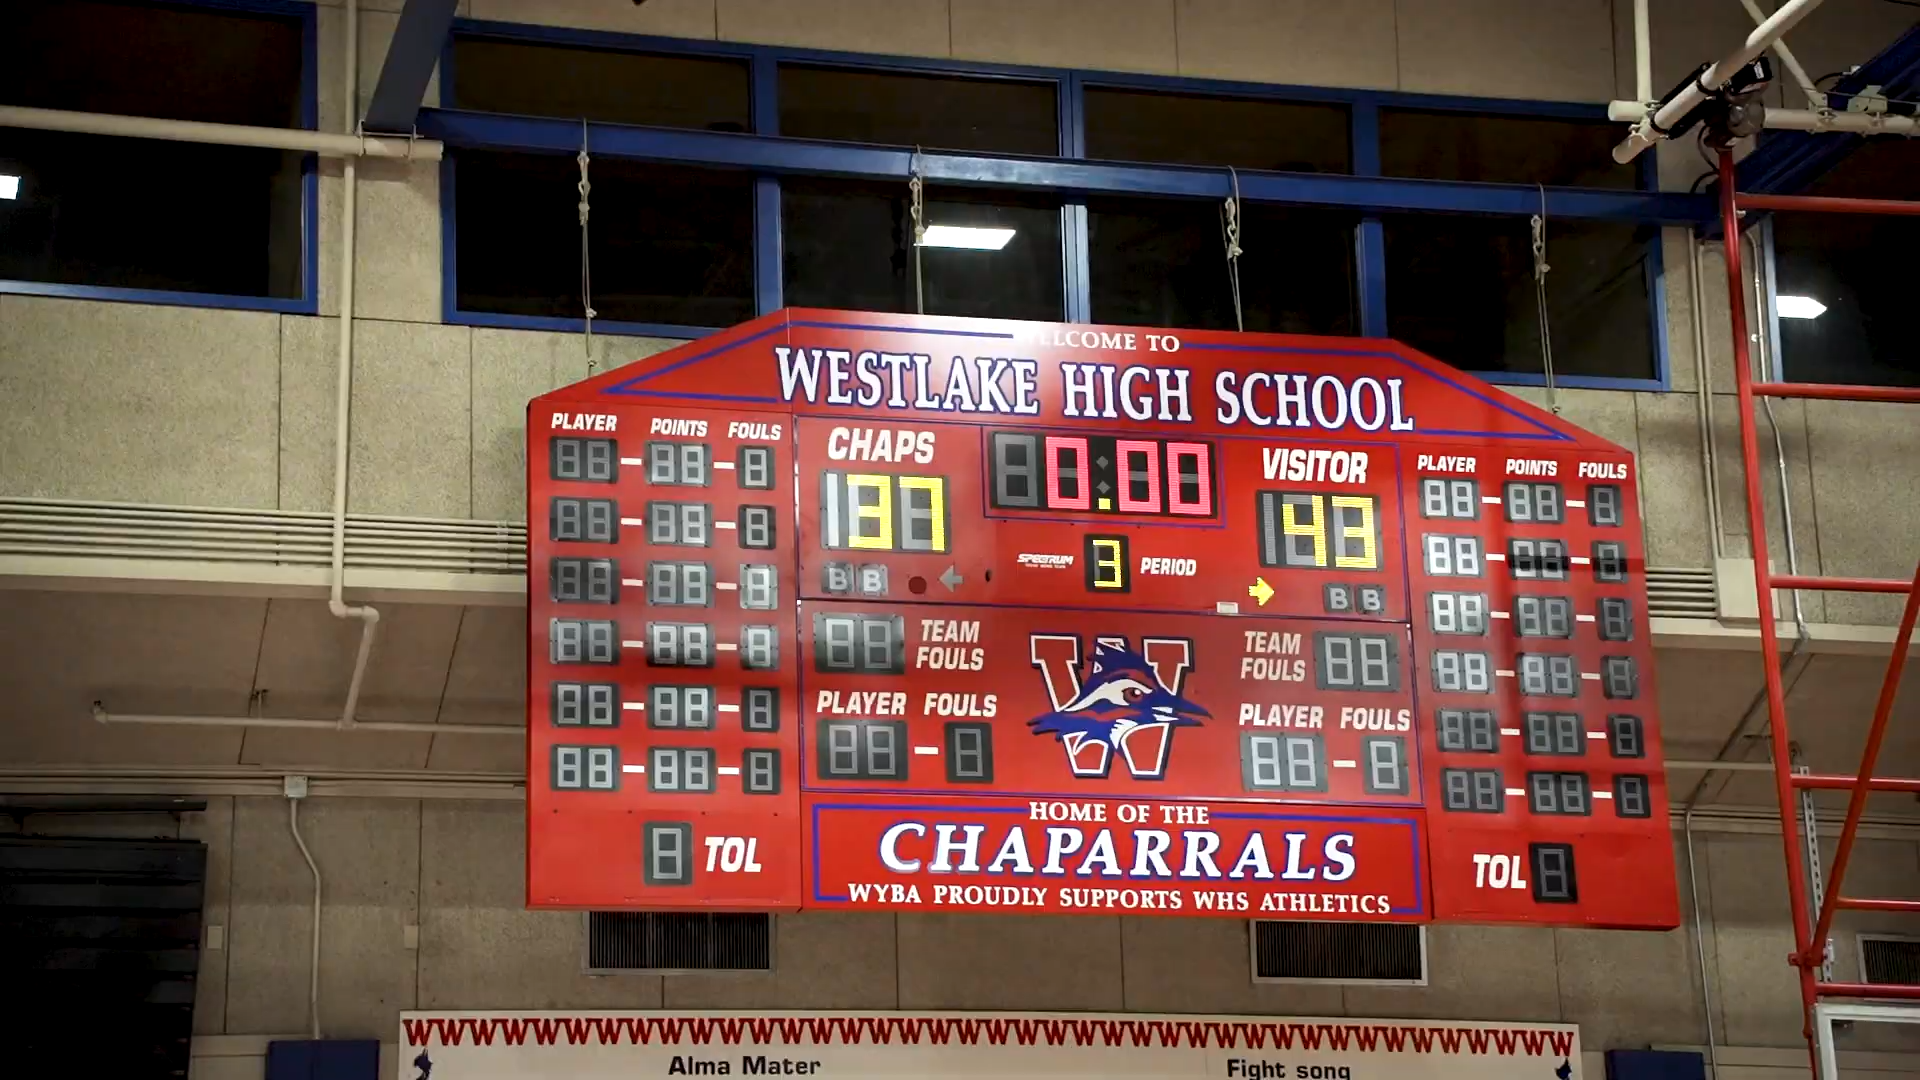 WELCOME TO
WESTLAKE HIGH SCHOOL
PLAYER POINTS FOULS
CHAPS
0.00
VISITOR
PLAYER POINTS FOULS
37
43
SPECTRUM
3 PERIOD
B B
B B
TEAM FOULS
TEAM FOULS
PLAYER FOULS
W
PLAYER FOULS
TOL
HOME OF THE
CHAPARRALS
WYBA PROUDLY SUPPORTS WHS ATHLETICS
TOL
WWWWWWWWWWWWWWWWWWWWWWWWWWWWWWWWWWWWWW
Alma Mater
Fight song